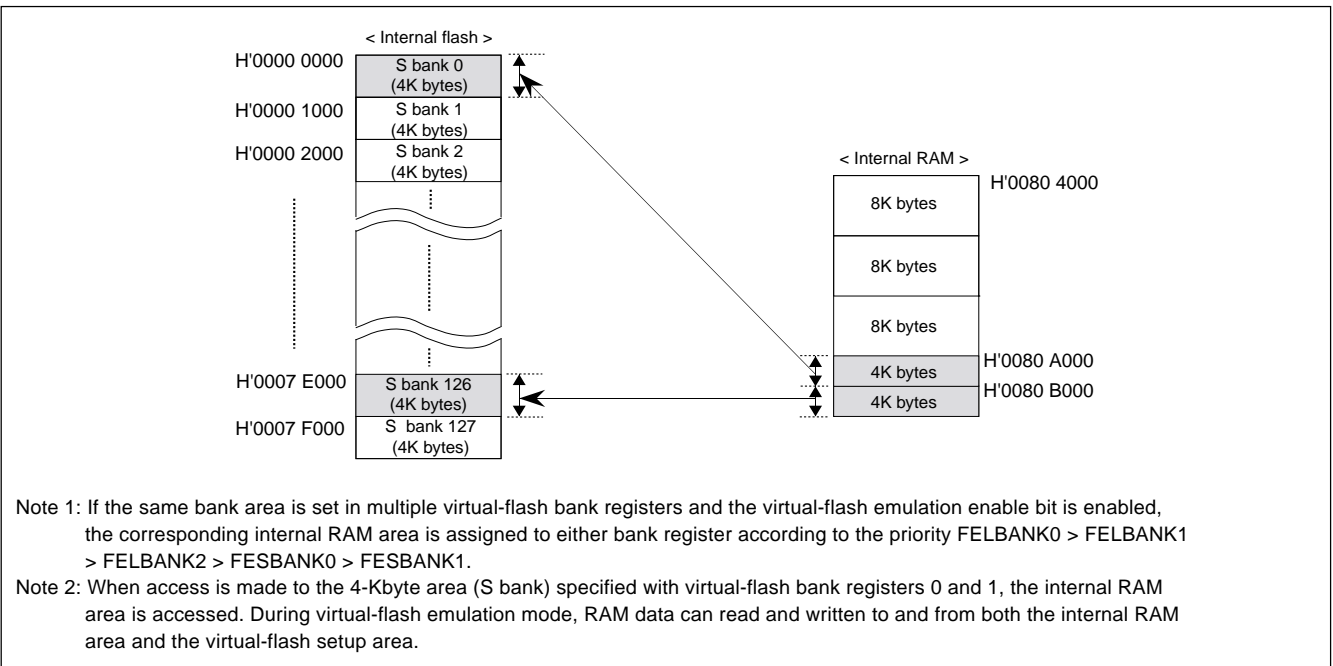 < Internal flash >
H'0000 0000
S bank 0
(4K bytes)
H'0000 1000
S bank 1
(4K bytes)
H'0000 2000
S bank 2
(4K bytes)
< Internal RAM >
H'0080 4000
8K bytes
8K bytes
8K bytes
H'0080 A000
4K bytes
H'0080 B000
4K bytes
H'0007 E000
S bank 126
(4K bytes)
H'0007 F000
S bank 127
(4K bytes)
Note 1: If the same bank area is set in multiple virtual-flash bank registers and the virtual-flash emulation enable bit is enabled,
the corresponding internal RAM area is assigned to either bank register according to the priority FELBANK0 > FELBANK1
> FELBANK2 > FESBANK0 > FESBANK1.
Note 2: When access is made to the 4-Kbyte area (S bank) specified with virtual-flash bank registers 0 and 1, the internal RAM
area is accessed. During virtual-flash emulation mode, RAM data can read and written to and from both the internal RAM
area and the virtual-flash setup area.